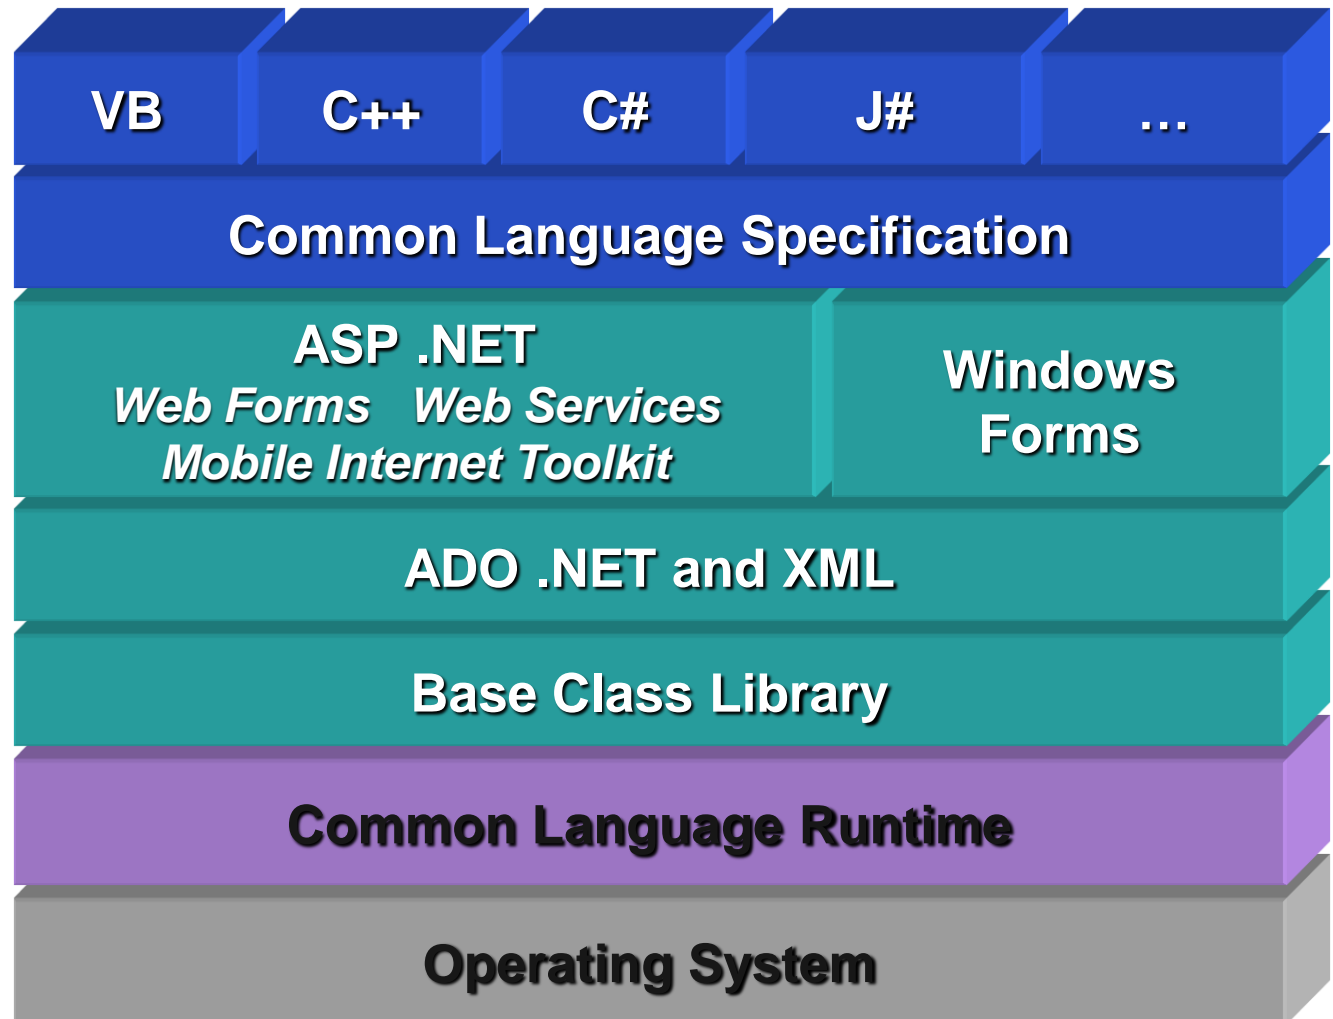 VB C++ C# J# …
Common Language Specification
ASP .NET
Web Forms Web Services
Mobile Internet Toolkit
Windows
Forms
ADO .NET and XML
Base Class Library
Common Language Runtime
Operating System